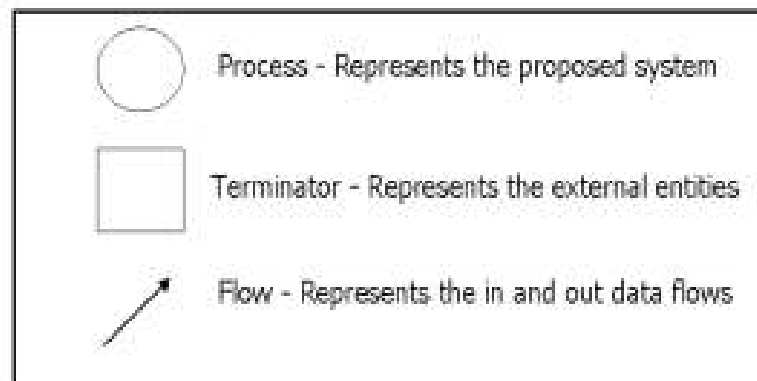 Process - Represents the proposed system
Terminator - Represents the external entities
Flow - Represents the in and out data flows